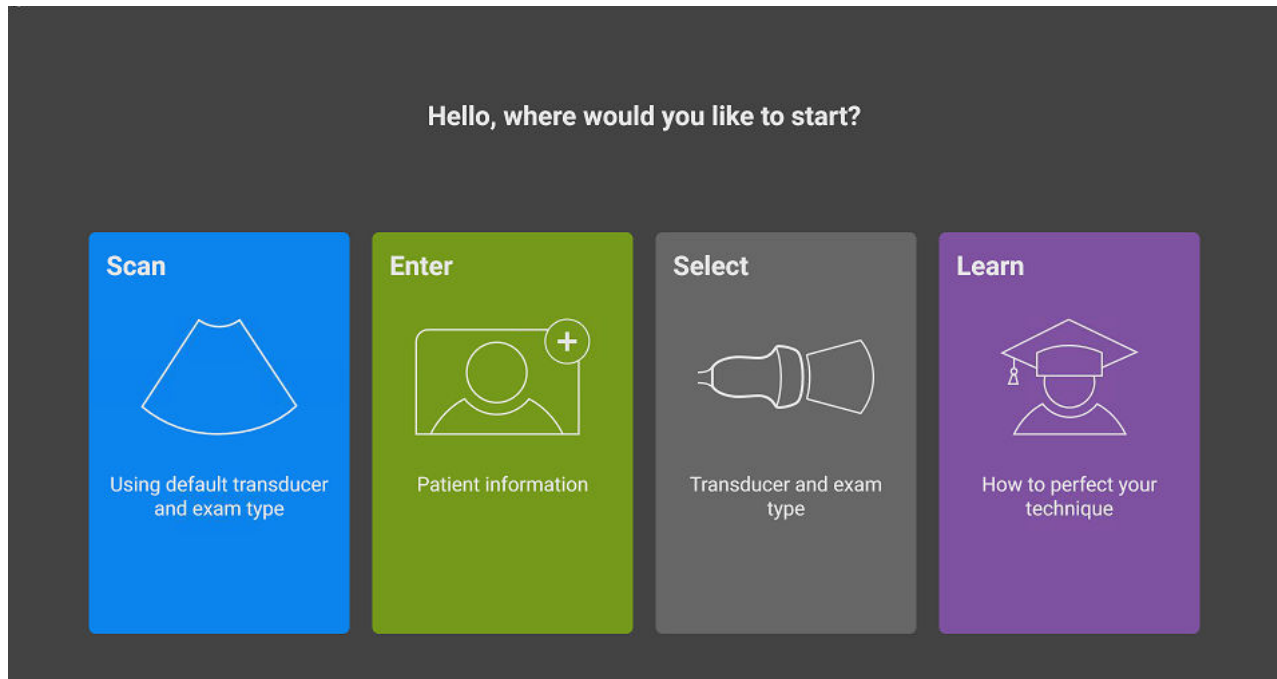 Hello, where would you like to start?
Scan
Using default transducer
and exam type
Enter
Patient information
Select
Transducer and exam
type
Learn
How to perfect your
technique